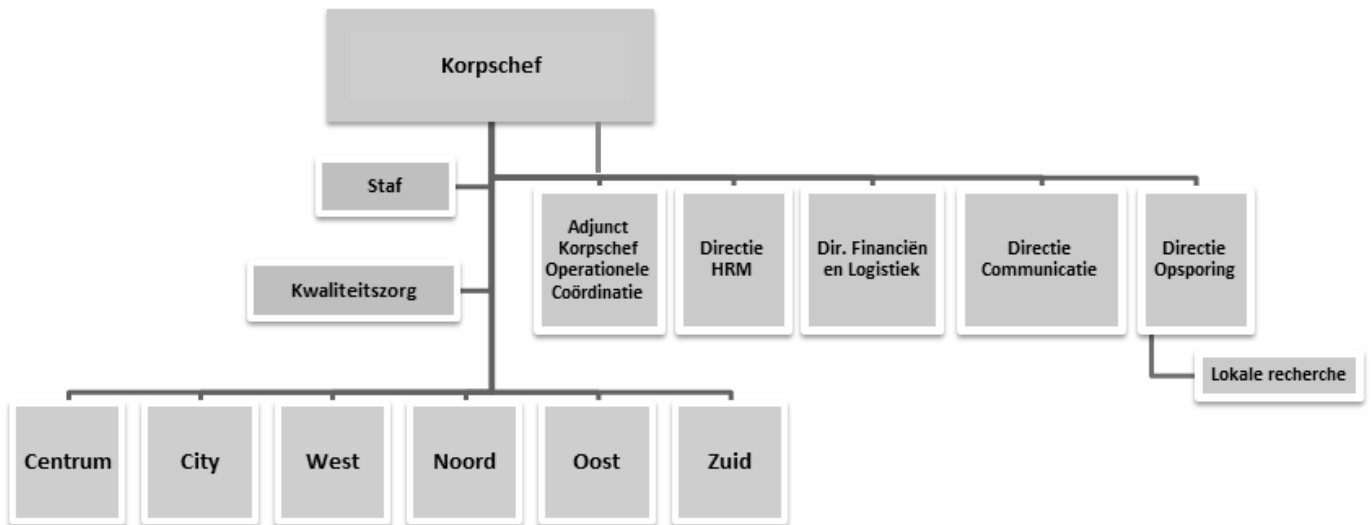 Korpschef
Staf
Adjunct
Korpschef
Operationele
Coördinatie
Directie
HRM
Dir. Financiën
en Logistiek
Directie
Communicatie
Directie
Opsporing
Kwaliteitszorg
Lokale recherche
Centrum
City
West
Noord
Oost
Zuid